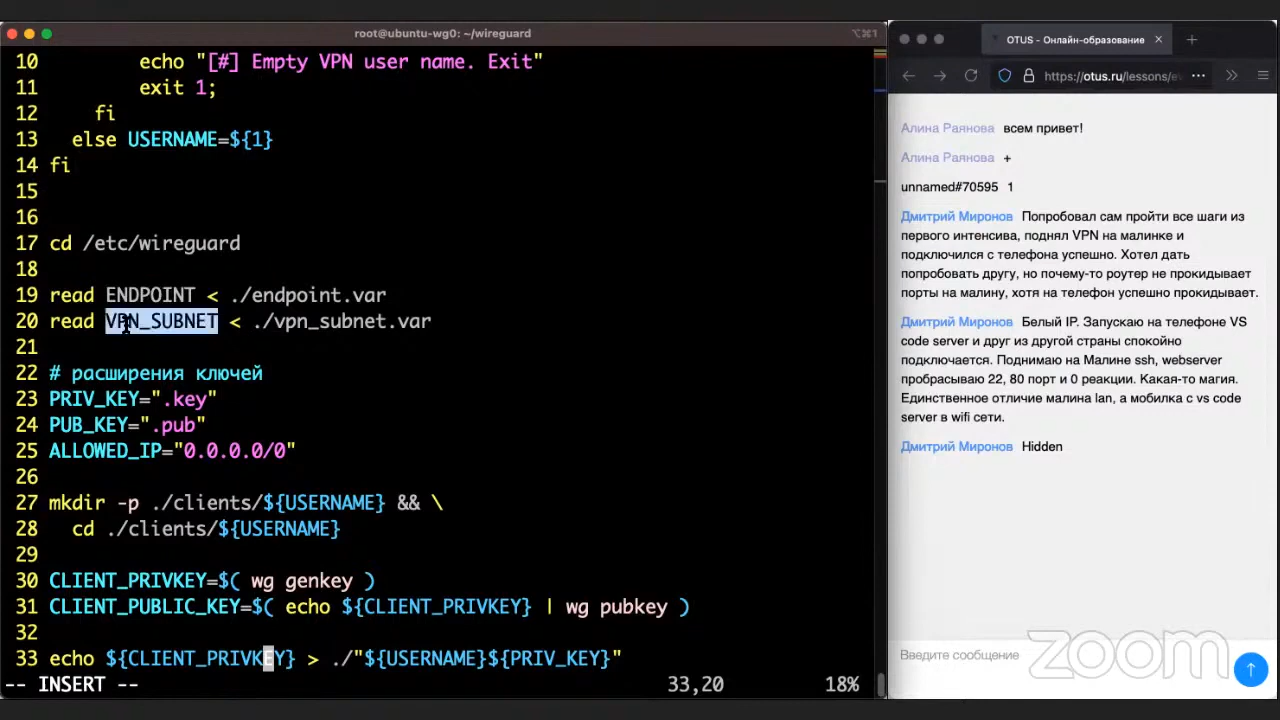 root@ubuntu-wg0: ~/wireguard
⌥⌘1
10 echo "[#] Empty VPN user name. Exit"
11 exit 1;
12 fi
13 else USERNAME=${1}
14 fi
15
16
17 cd /etc/wireguard
18
19 read ENDPOINT < ./endpoint.var
20 read VPN_SUBNET < ./vpn_subnet.var
21
22 # расширения ключей
23 PRIV_KEY=".key"
24 PUB_KEY=".pub"
25 ALLOWED_IP="0.0.0.0/0"
26
27 mkdir -p ./clients/${USERNAME} && \
28 cd ./clients/${USERNAME}
29
30 CLIENT_PRIVKEY=$( wg genkey )
31 CLIENT_PUBLIC_KEY=$( echo ${CLIENT_PRIVKEY} | wg pubkey )
32
33 echo ${CLIENT_PRIVKEY} > ./"${USERNAME}${PRIV_KEY}"
-- INSERT -- 33,20 18%
OTUS - Онлайн-образование
https://otus.ru/lessons/e
Алина Раянова всем привет!
Алина Раянова +
unnamed#70595 1
Дмитрий Миронов Попробовал сам пройти все шаги из
первого интенсива, поднял VPN на малинке и
подключился с телефона успешно. Хотел дать
попробовать другу, но почему-то роутер не прокидывает
порты на малину, хотя на телефон успешно прокидывает.
Дмитрий Миронов Белый IP. Запускаю на телефоне VS
code server и друг из другой страны спокойно
подключается. Поднимаю на Малине ssh, webserver
пробрасываю 22, 80 порт и 0 реакции. Какая-то магия.
Единственное отличие малина lan, а мобилка с vs code
server в wifi сети.
Дмитрий Миронов Hidden
Введите сообщение
zoom